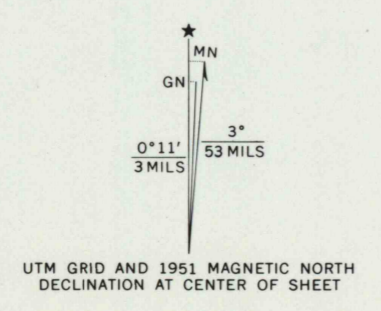 ★
MN
GN
0°11′
3 MILS
3°
53 MILS
UTM GRID AND 1951 MAGNETIC NORTH
DECLINATION AT CENTER OF SHEET